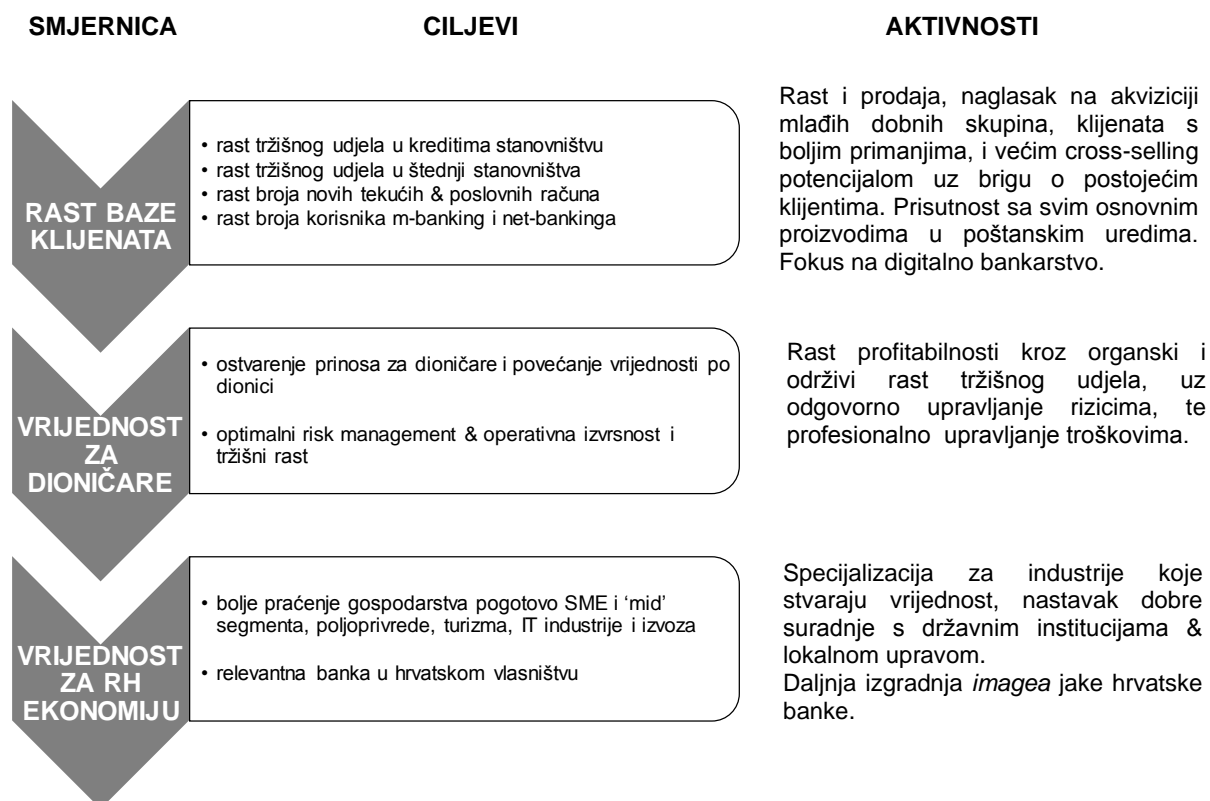 SMJERNICA
CILJEVI
AKTIVNOSTI
RAST BAZE
KLIJENATA
• rast tržišnog udjela u kreditima stanovništvu
• rast tržišnog udjela u štednji stanovništva
• rast broja novih tekućih & poslovnih računa
• rast broja korisnika m-banking i net-bankinga
Rast i prodaja, naglasak na akviziciji
mlađih dobnih skupina, klijenata s
boljim primanjima, i većim cross-selling
potencijalom uz brigu o postojećim
klijentima. Prisutnost sa svim osnovnim
proizvodima u poštanskim uredima.
Fokus na digitalno bankarstvo.
VRIJEDNOST
ZA
DIONIČARE
• ostvarenje prinosa za dioničare i povećanje vrijednosti po
dionici
• optimalni risk management & operativna izvrsnost i
tržišni rast
Rast profitabilnosti kroz organski i
održivi rast tržišnog udjela, uz
odgovorno upravljanje rizicima, te
profesionalno upravljanje troškovima.
VRIJEDNOST
ZA RH
EKONOMIJU
• bolje praćenje gospodarstva pogotovo SME i ‘mid’
segmenta, poljoprivrede, turizma, IT industrije i izvoza
• relevantna banka u hrvatskom vlasništvu
Specijalizacija za industrije koje
stvaraju vrijednost, nastavak dobre
suradnje s državnim institucijama &
lokalnom upravom.
Daljnja izgradnja imagea jake hrvatske
banke.